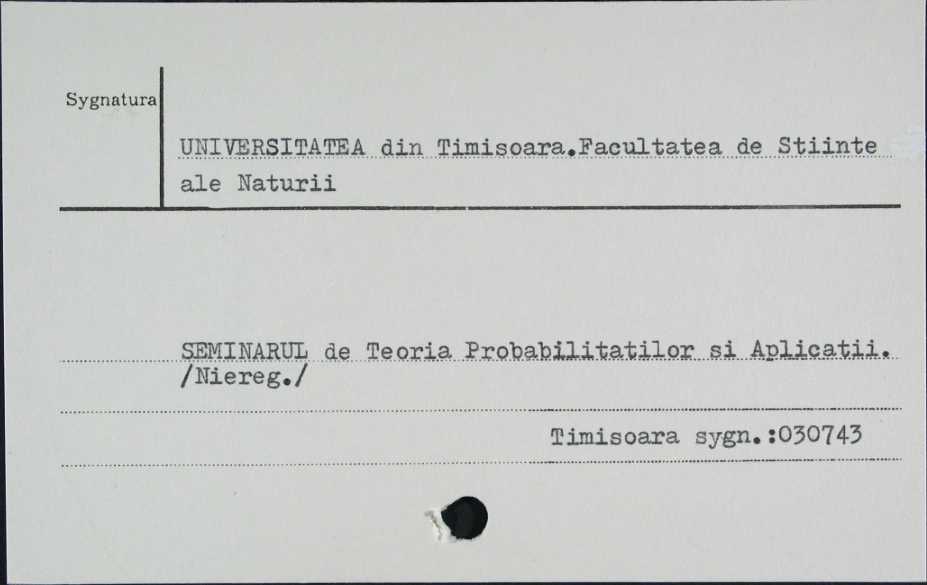 Sygnatura
UNIVERSITATEA din Timisoara.Facultatea de Stiinte
ale Naturii
SEMINARUL de Teoria Probabilitatilor si Aplicatii.
/Niereg./
Timisoara sygn.:030743